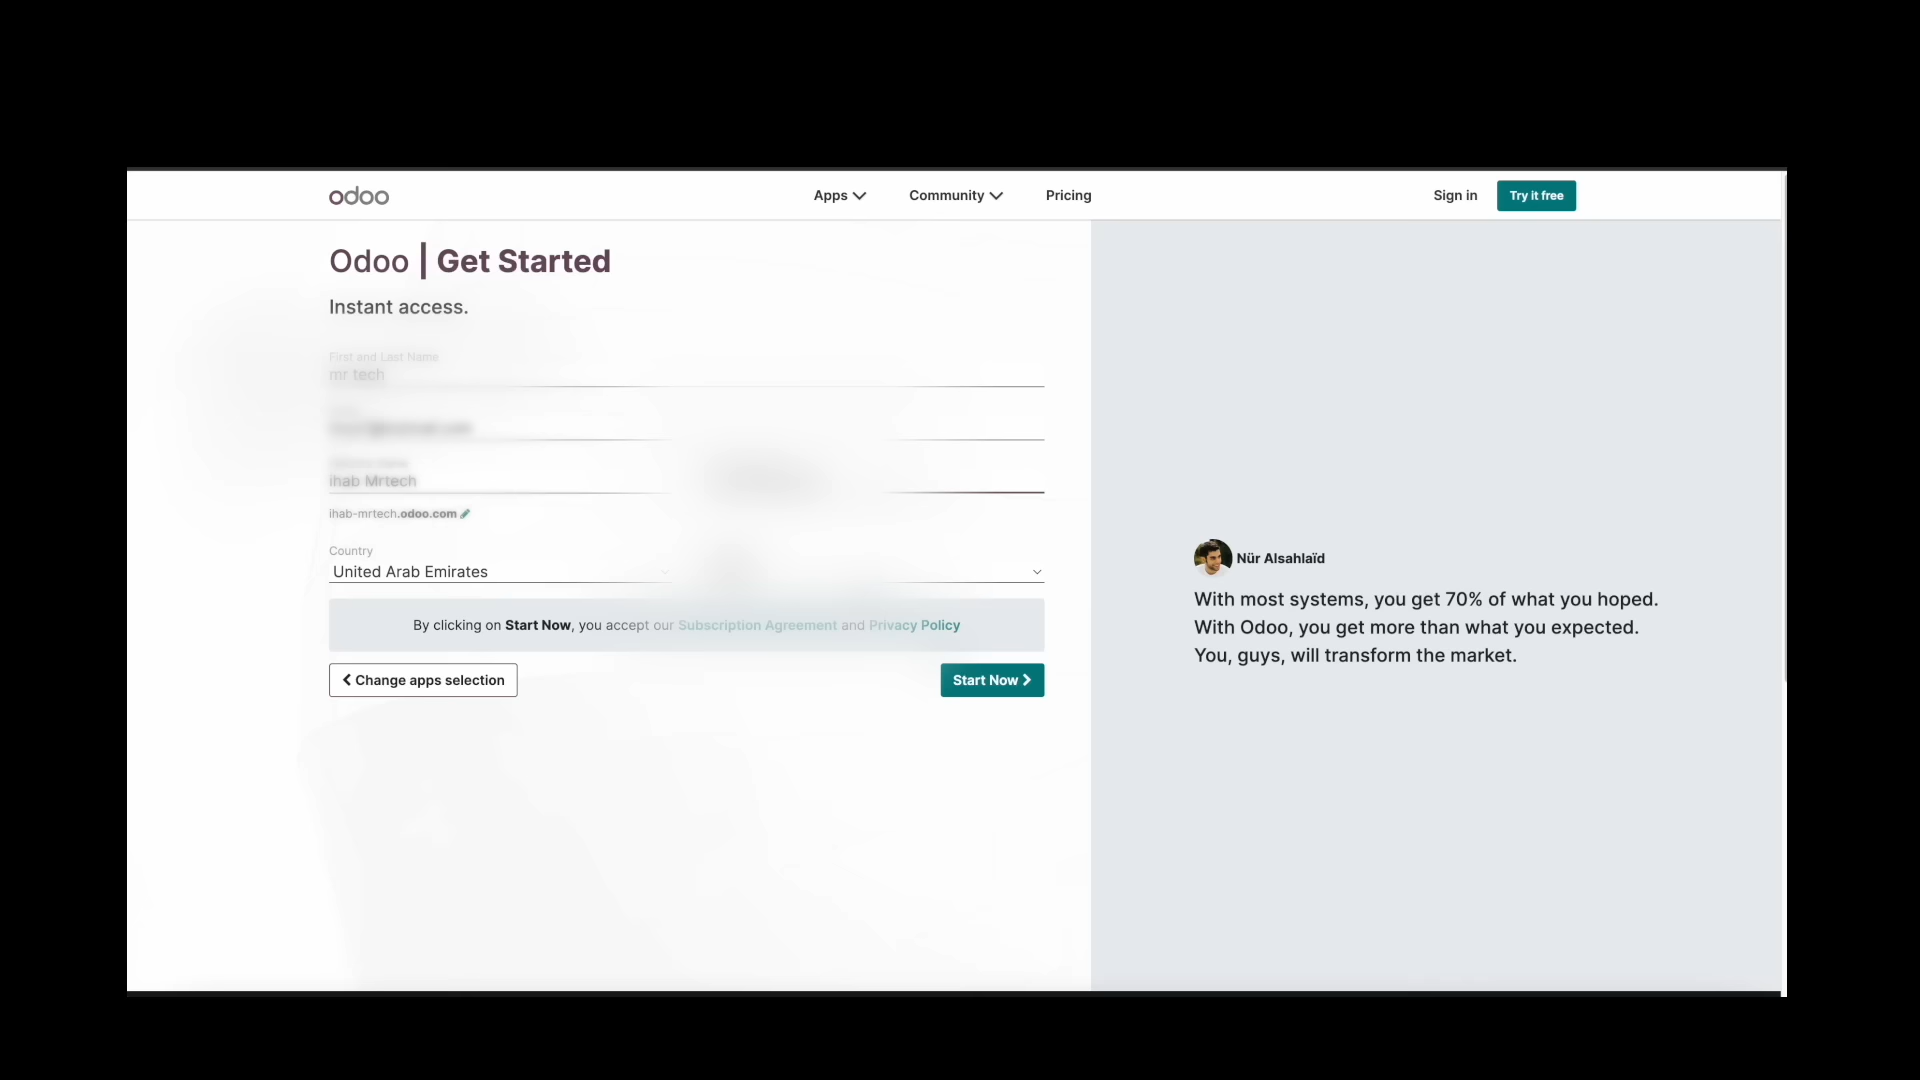 odoo
Apps
Community
Pricing
Sign in
Try it free
Odoo | Get Started
Instant access.
First and Last Name
mr tech
ihab Mrtech
ihab-mrtech.odoo.com
Country
United Arab Emirates
By clicking on Start Now, you accept our Subscription Agreement and Privacy Policy
Change apps selection
Start Now
Nür Alsahlaïd
With most systems, you get 70% of what you hoped.
With Odoo, you get more than what you expected.
You, guys, will transform the market.